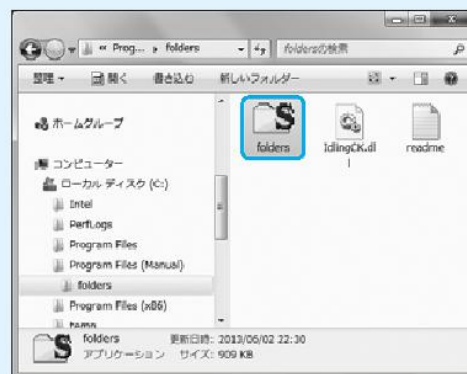 « Prog... ▸ folders
foldersの検索
整理
開く
書き込む
新しいフォルダー
ホームグループ
コンピューター
ローカル ディスク (C:)
Intel
PerfLogs
Program Files
Program Files (Manual)
folders
Program Files (x86)
temp
folders
IdlingCK.dl
l
readme
folders
更新日時: 2013/06/02 22:30
アプリケーション
サイズ: 909 KB